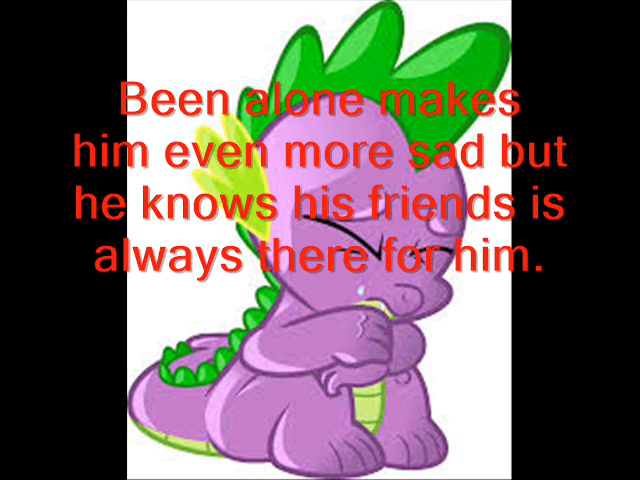 Been alone makes
him even more sad but
he knows his friends is
always there for him.